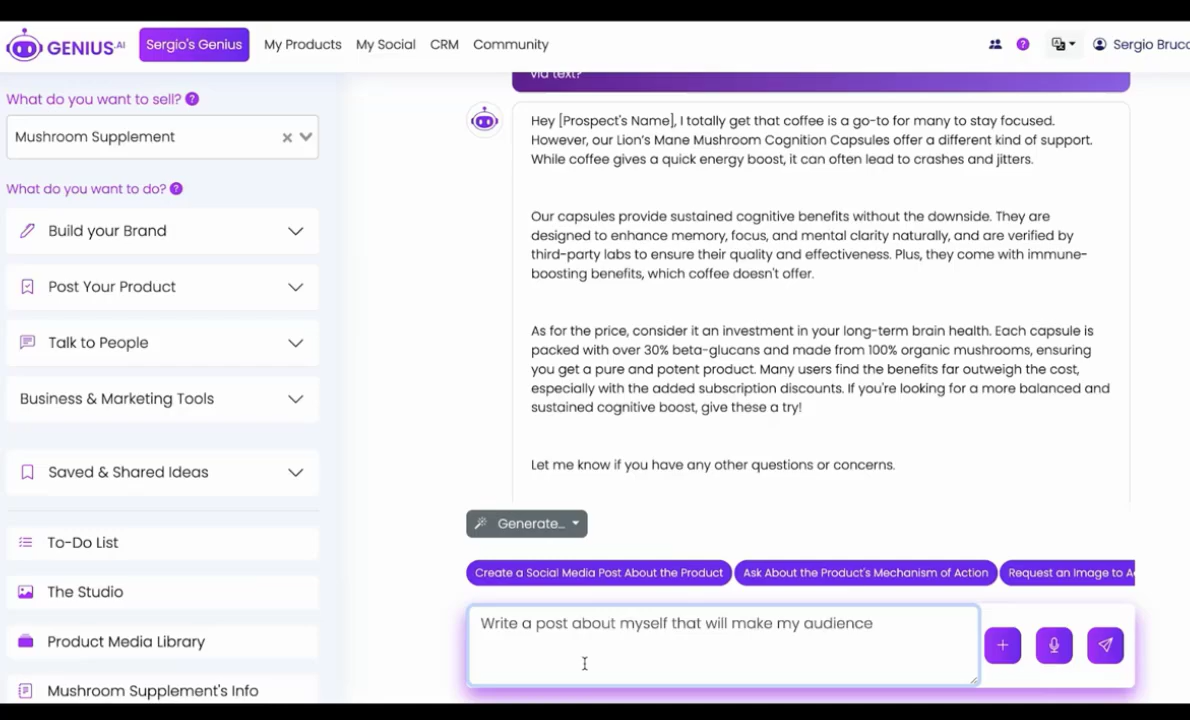 GENIUS.AI Sergio's Genius My Products My Social CRM Community Sergio
What do you want to sell?
Mushroom Supplement
What do you want to do?
Build your Brand
Post Your Product
Talk to People
Business & Marketing Tools
Saved & Shared Ideas
To-Do List
The Studio
Product Media Library
Mushroom Supplement's Info
via text?
Hey [Prospect's Name], I totally get that coffee is a go-to for many to stay focused.
However, our Lion's Mane Mushroom Cognition Capsules offer a different kind of support.
While coffee gives a quick energy boost, it can often lead to crashes and jitters.
Our capsules provide sustained cognitive benefits without the downside. They are
designed to enhance memory, focus, and mental clarity naturally, and are verified by
third-party labs to ensure their quality and effectiveness. Plus, they come with immune-
boosting benefits, which coffee doesn't offer.
As for the price, consider it an investment in your long-term brain health. Each capsule is
packed with over 30% beta-glucans and made from 100% organic mushrooms, ensuring
you get a pure and potent product. Many users find the benefits far outweigh the cost,
especially with the added subscription discounts. If you're looking for a more balanced and
sustained cognitive boost, give these a try!
Let me know if you have any other questions or concerns.
Generate...
Create a Social Media Post About the Product Ask About the Product's Mechanism of Action Request an Image to
Write a post about myself that will make my audience